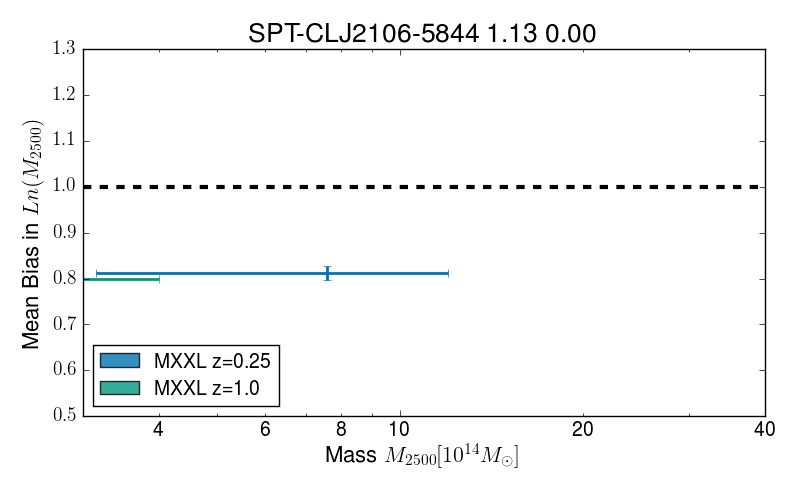 SPT-CLJ2106-5844 1.13 0.00
1.3
1.2
1.1
1.0
0.9
0.8
0.7
0.6
0.5
Mean Bias in Ln(M₂₅₀₀)
MXXL z=0.25
MXXL z=1.0
4 6 8 10 20 40
Mass M₂₅₀₀[10¹⁴M☉]